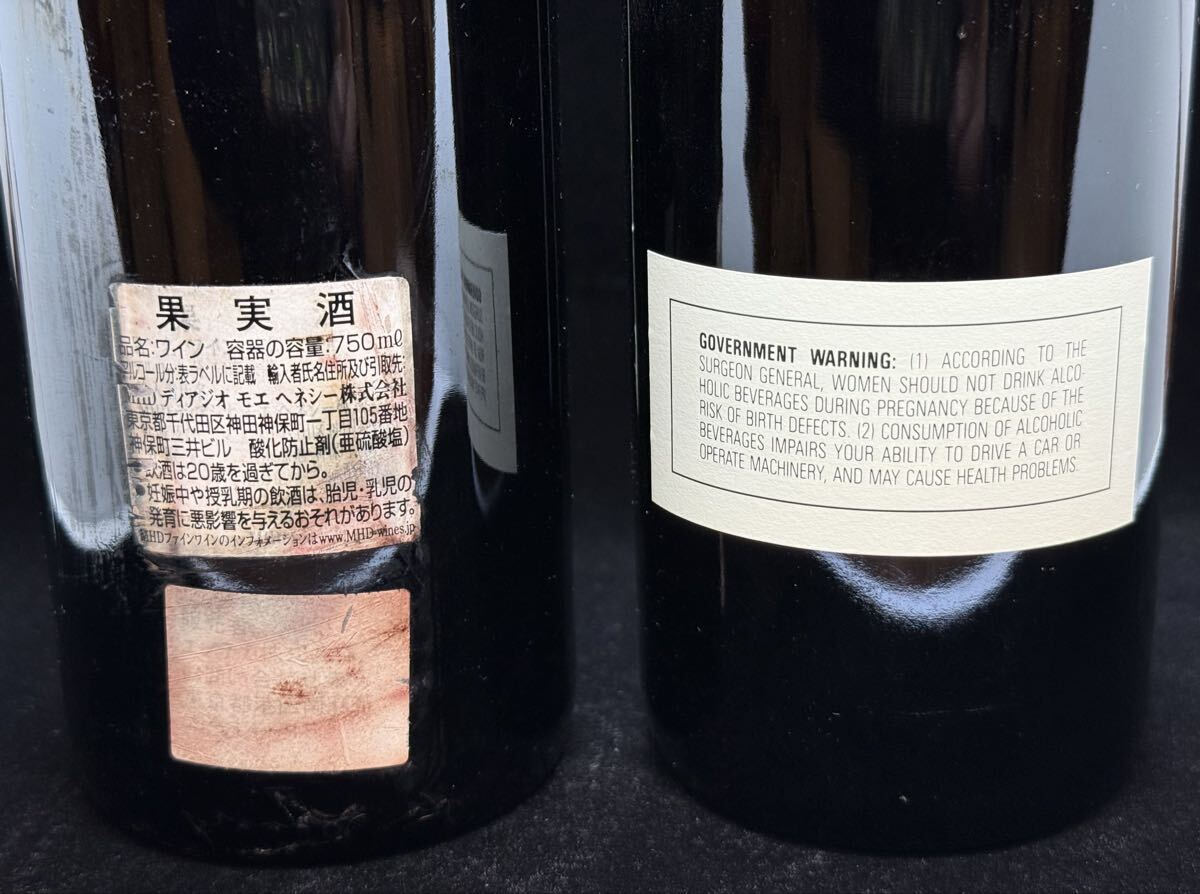 果実酒
品名:ワイン 容器の容量:750mℓ
アルコール分:表ラベルに記載 輸入者氏名住所及び引取先:
ディアジオ モエ ヘネシー株式会社
東京都千代田区神田神保町一丁目105番地
神保町三井ビル 酸化防止剤(亜硫酸塩)
飲酒は20歳を過ぎてから。
●妊娠中や授乳期の飲酒は、胎児・乳児の
発育に悪影響を与えるおそれがあります。
MHDファインワインのインフォメーションはwww.MHD-wines.jp
GOVERNMENT WARNING: (1) ACCORDING TO THE
SURGEON GENERAL, WOMEN SHOULD NOT DRINK ALCO-
HOLIC BEVERAGES DURING PREGNANCY BECAUSE OF THE
RISK OF BIRTH DEFECTS. (2) CONSUMPTION OF ALCOHOLIC
BEVERAGES IMPAIRS YOUR ABILITY TO DRIVE A CAR OR
OPERATE MACHINERY, AND MAY CAUSE HEALTH PROBLEMS.